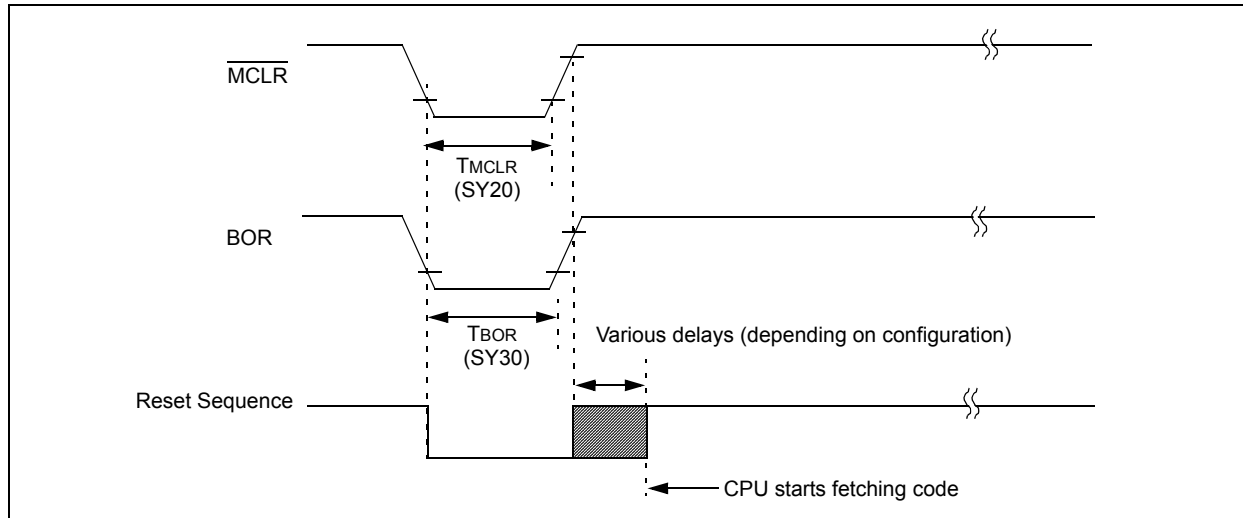 MCLR
TMCLR
(SY20)
BOR
TBOR
(SY30)
Various delays (depending on configuration)
Reset Sequence
CPU starts fetching code